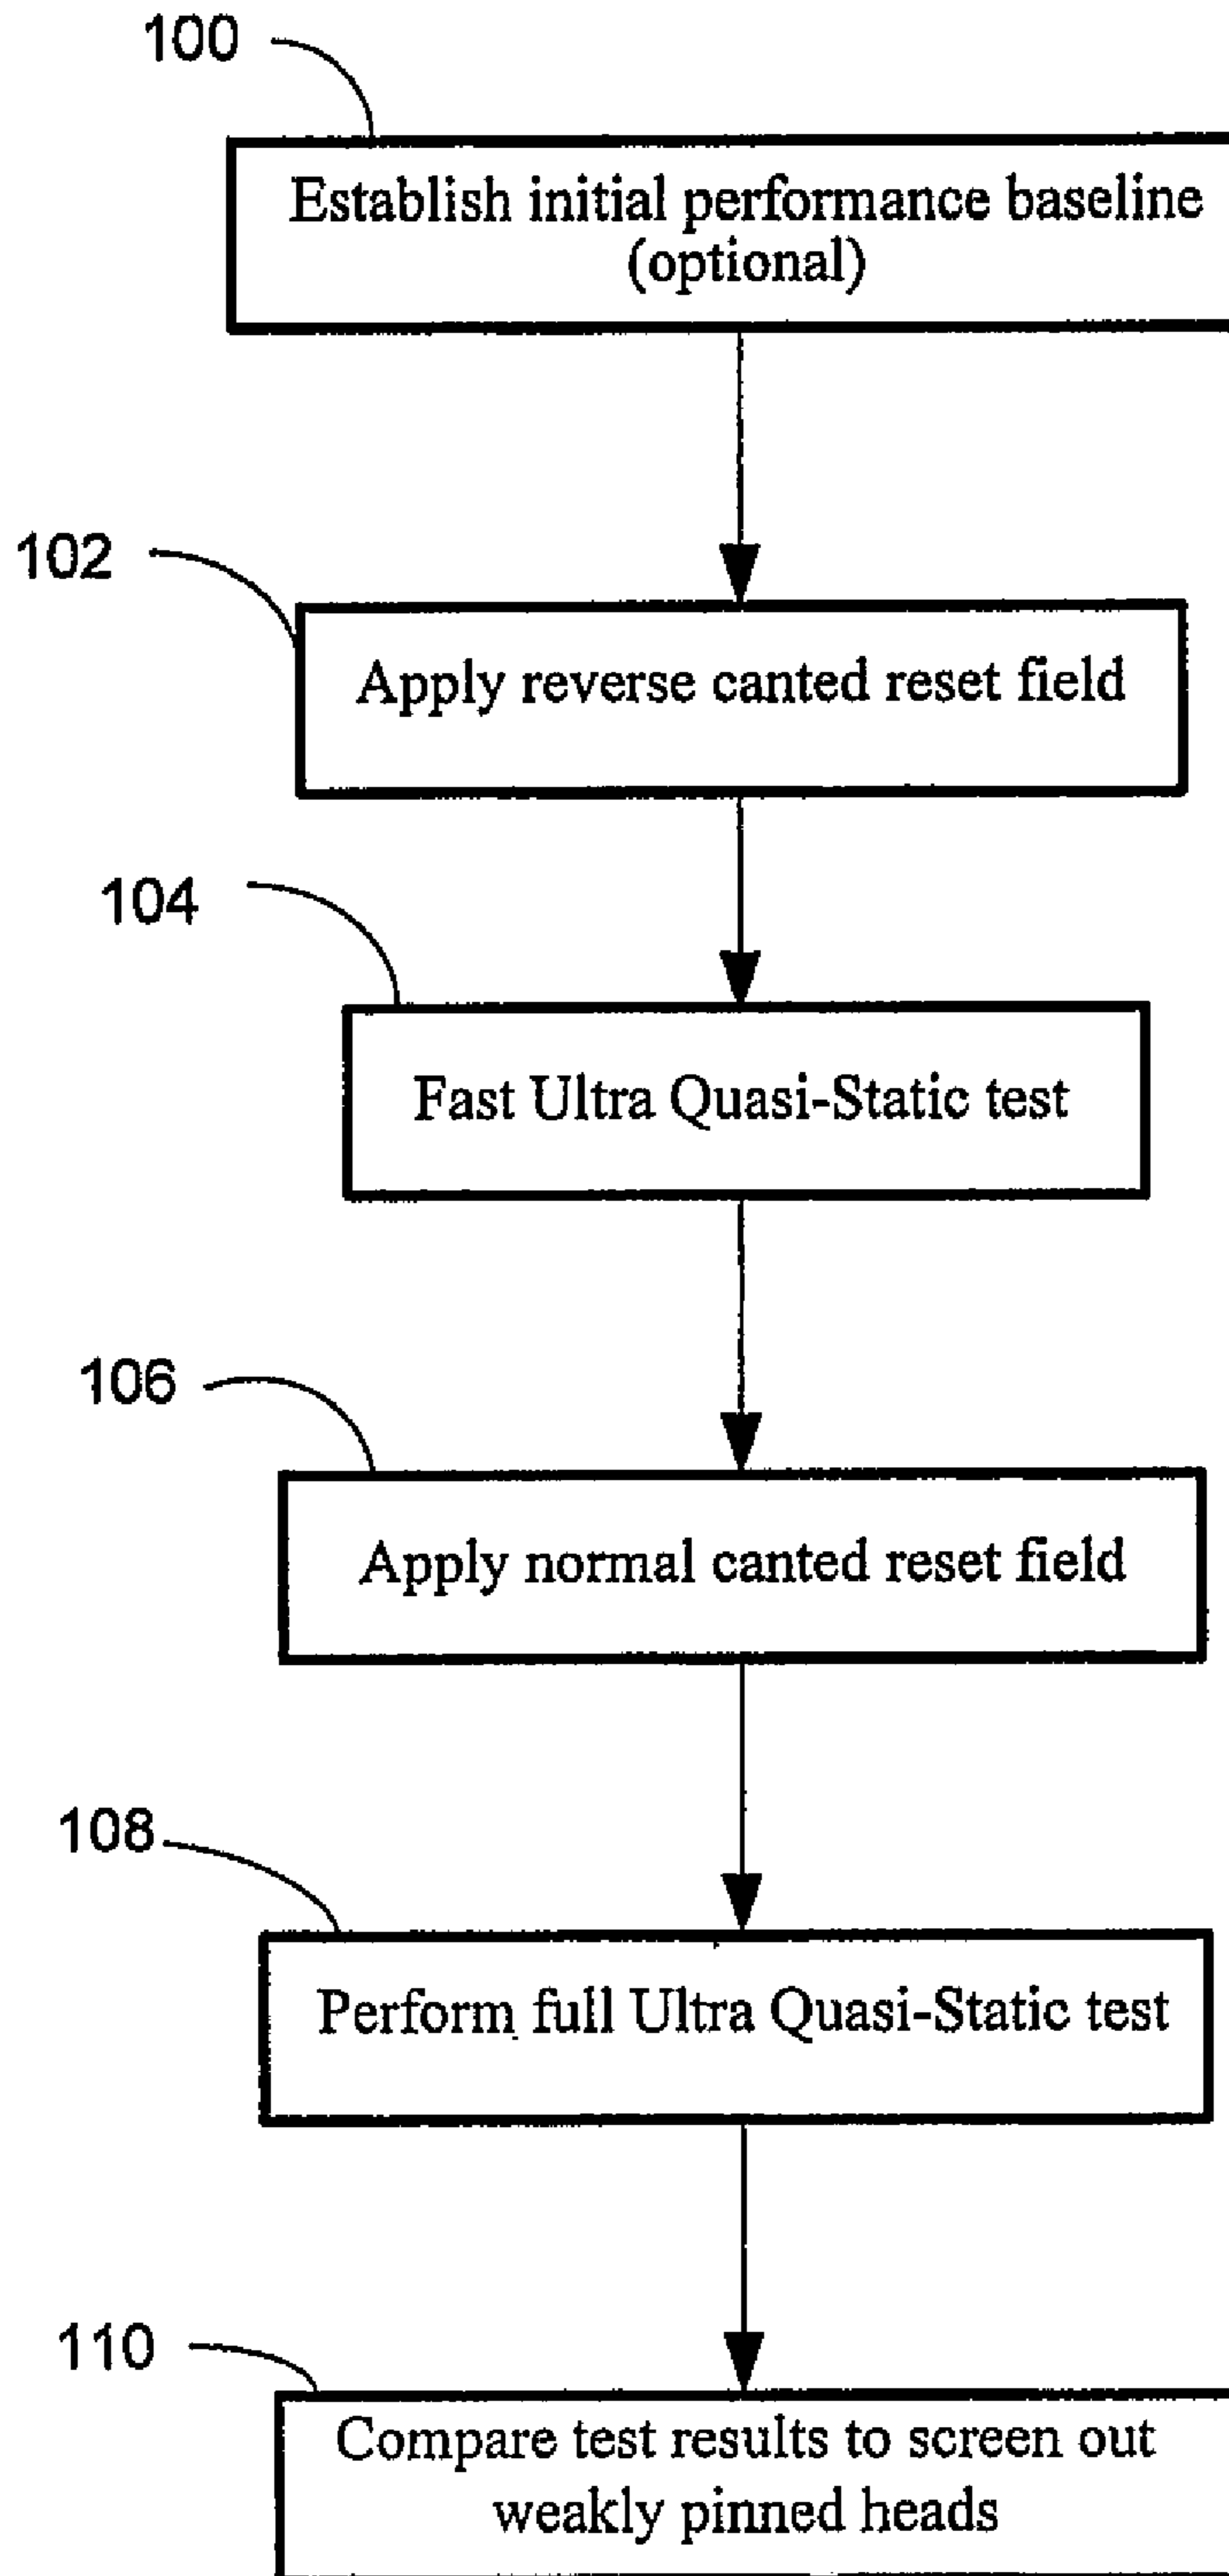 100
Establish initial performance baseline
(optional)
102
Apply reverse canted reset field
104
Fast Ultra Quasi-Static test
106
Apply normal canted reset field
108
Perform full Ultra Quasi-Static test
110
Compare test results to screen out
weakly pinned heads